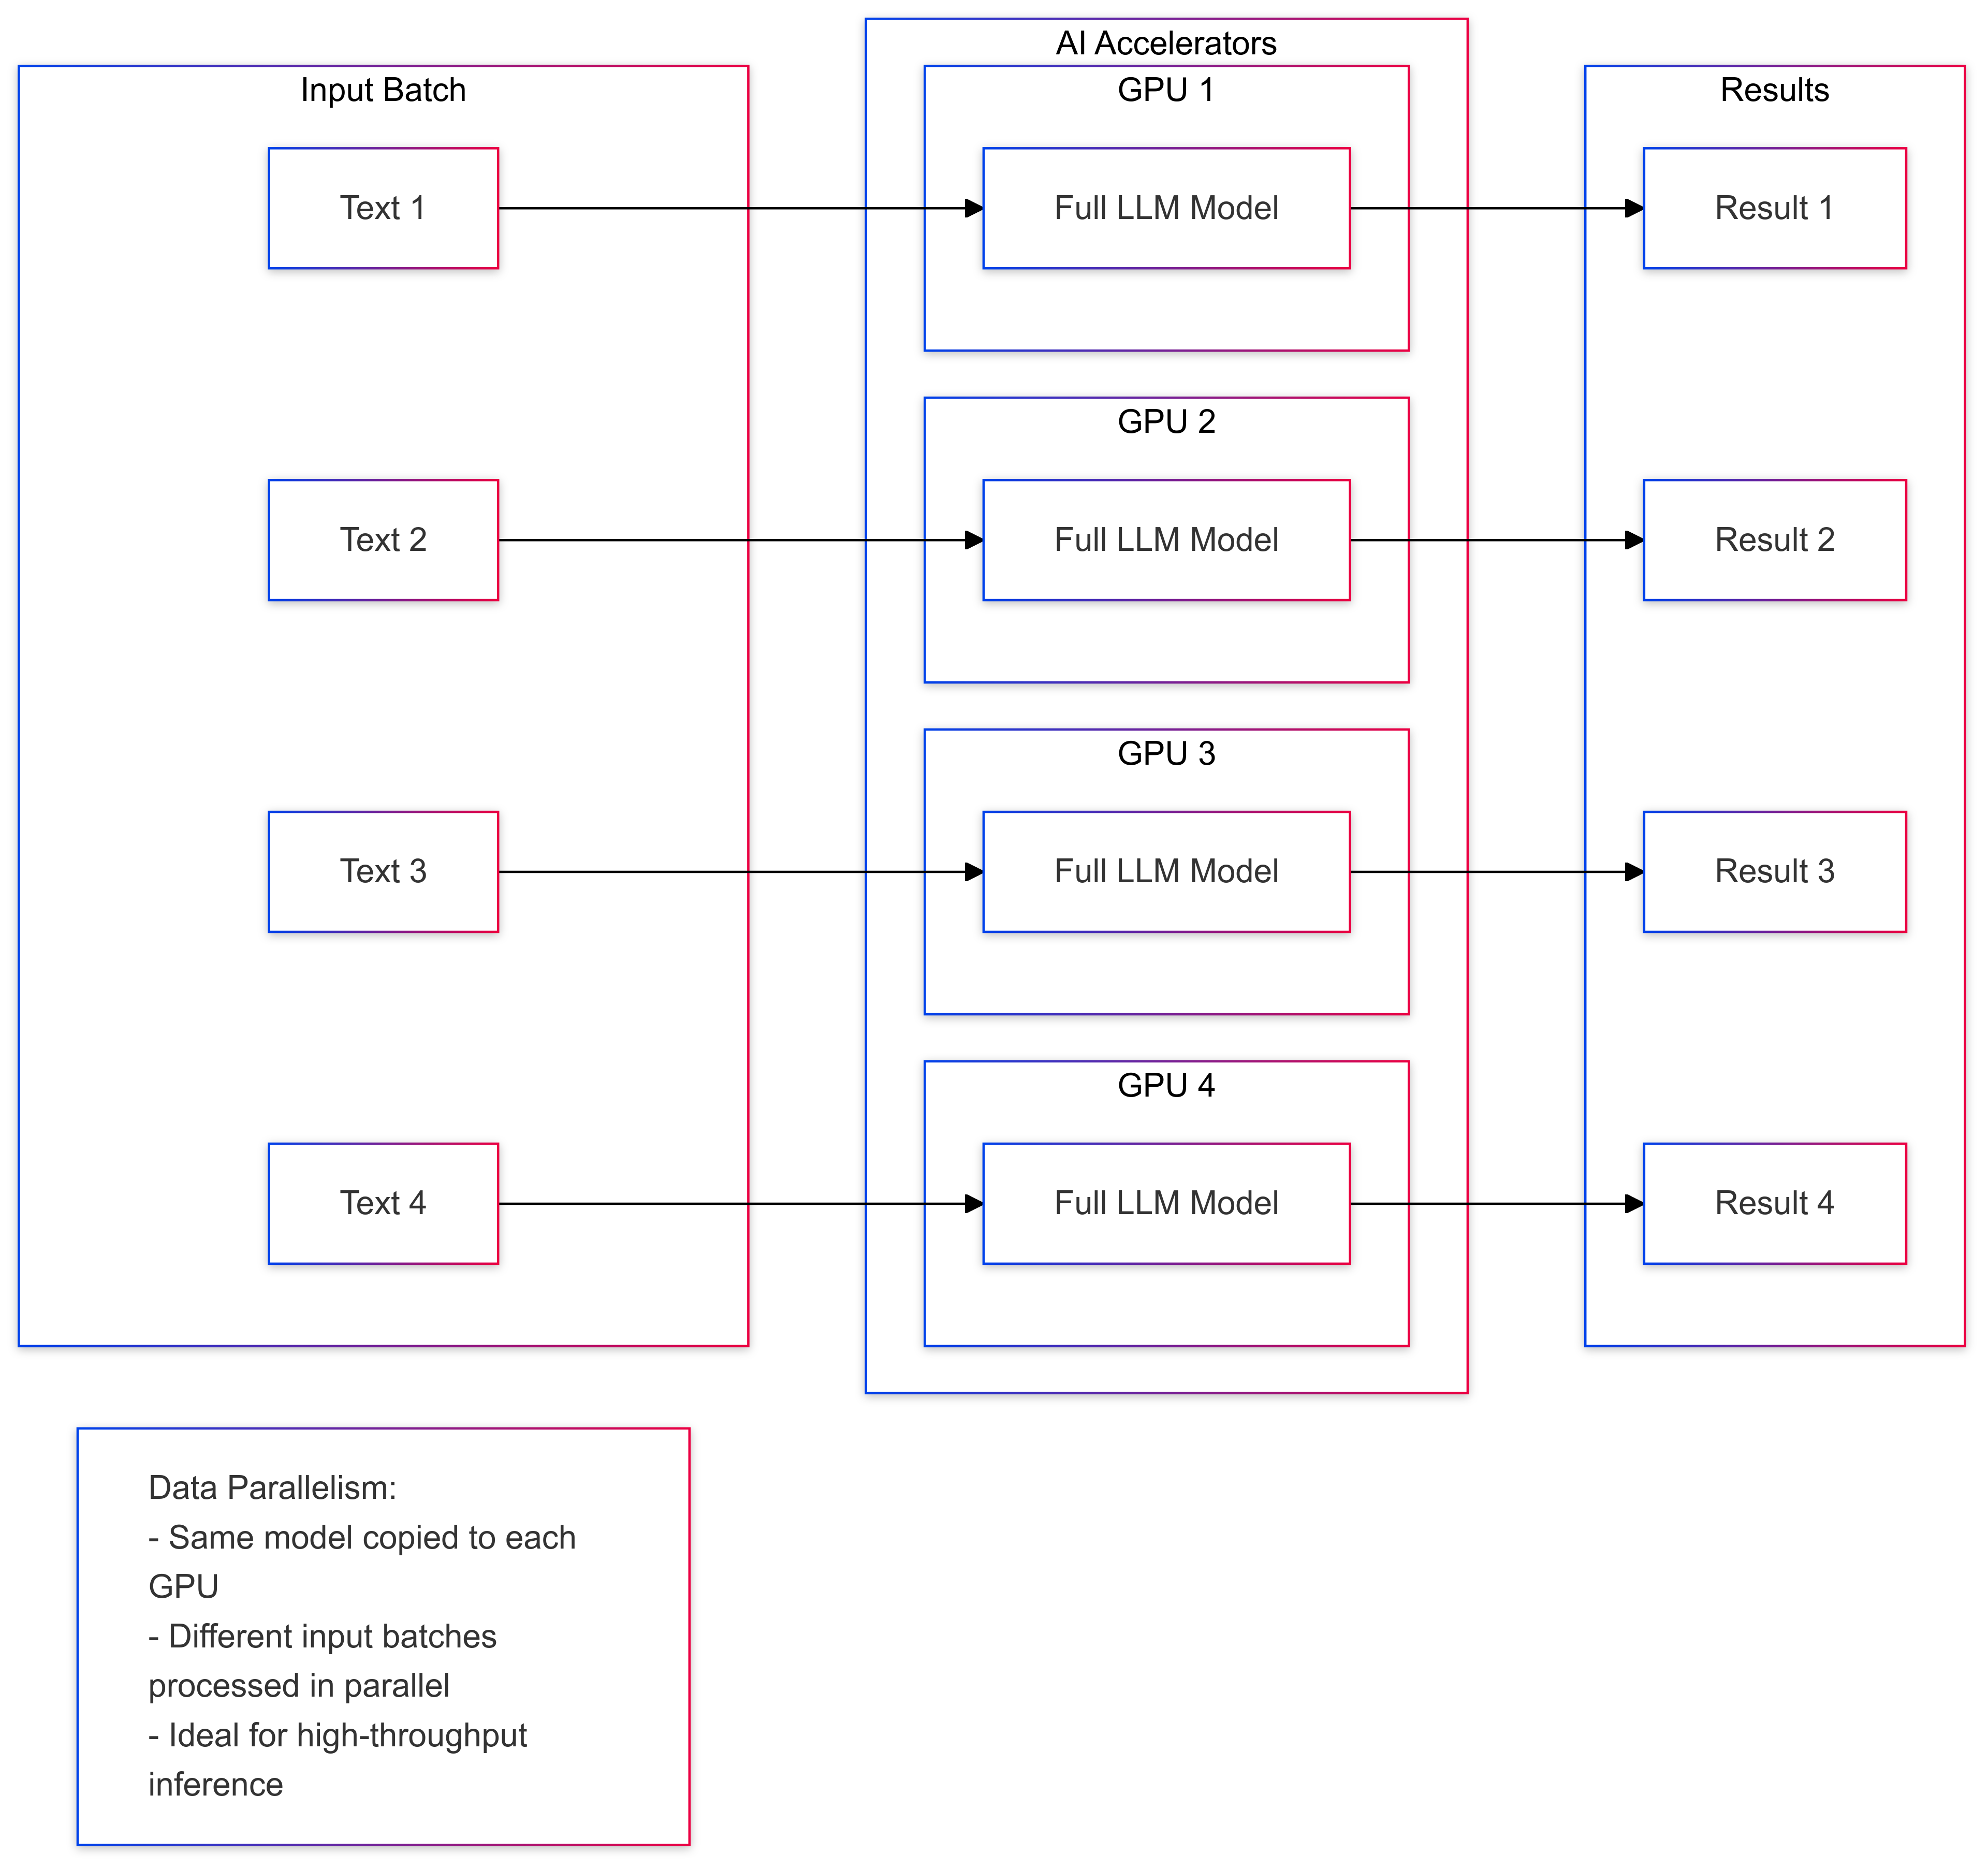 AI Accelerators
Input Batch
GPU 1
Results
Text 1
Full LLM Model
Result 1
GPU 2
Text 2
Full LLM Model
Result 2
GPU 3
Text 3
Full LLM Model
Result 3
GPU 4
Text 4
Full LLM Model
Result 4
Data Parallelism:
- Same model copied to each
GPU
- Different input batches
processed in parallel
- Ideal for high-throughput
inference